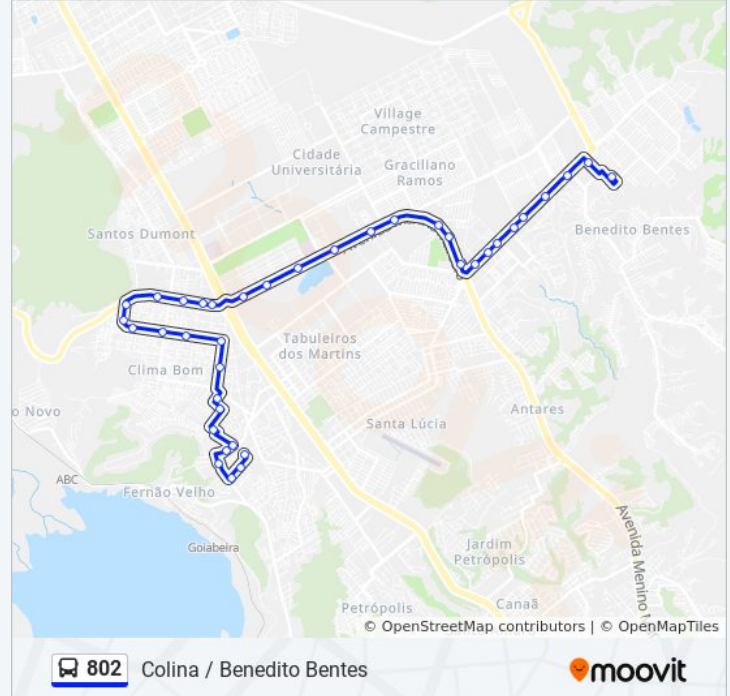 Village
Campestre
Cidade
Universitária
Graciliano
Ramos
Santos Dumont
Benedito Bentes
Tabuleiros
dos Martins
Clima Bom
o Novo
Santa Lúcia
Antares
ABC
Fernão Velho
Goiabeira
Avenida Menino M
Jardim
Petrópolis
Canaã
Petrópolis
© OpenStreetMap contributors | © OpenMapTiles
802 Colina / Benedito Bentes
moovit